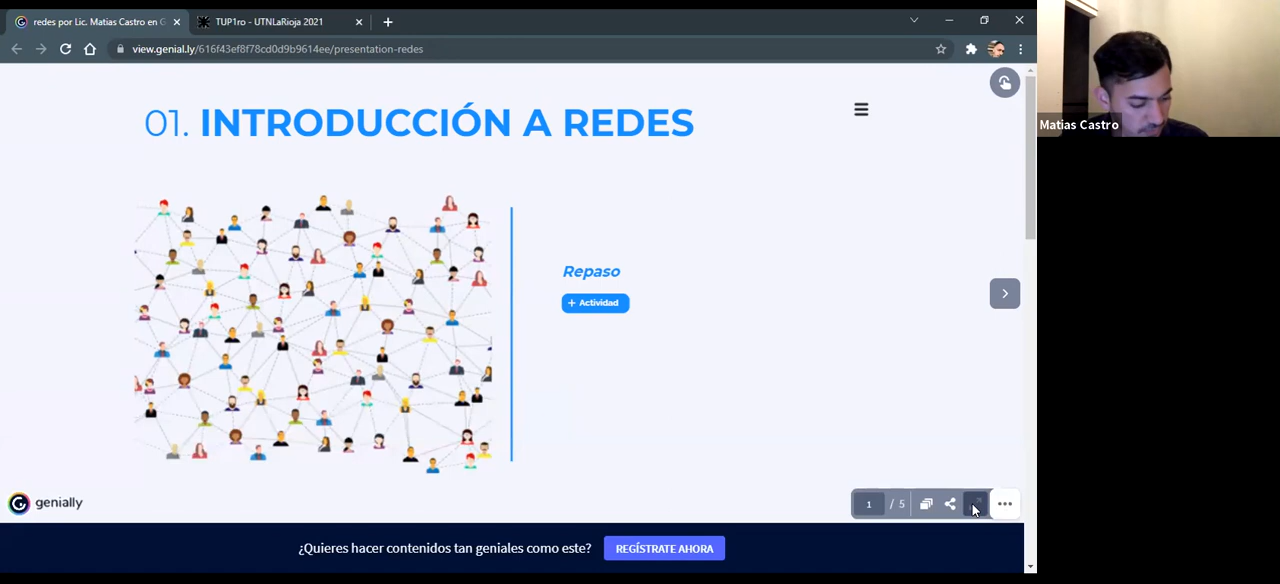 redes por Lic. Matias Castro en G
TUP1ro - UTNLaRioja 2021
view.genial.ly/616f43ef8f78cd0d9b9614ee/presentation-redes
01. INTRODUCCIÓN A REDES
Matias Castro
Repaso
+ Actividad
genially
1 / 5
¿Quieres hacer contenidos tan geniales como este?
REGÍSTRATE AHORA